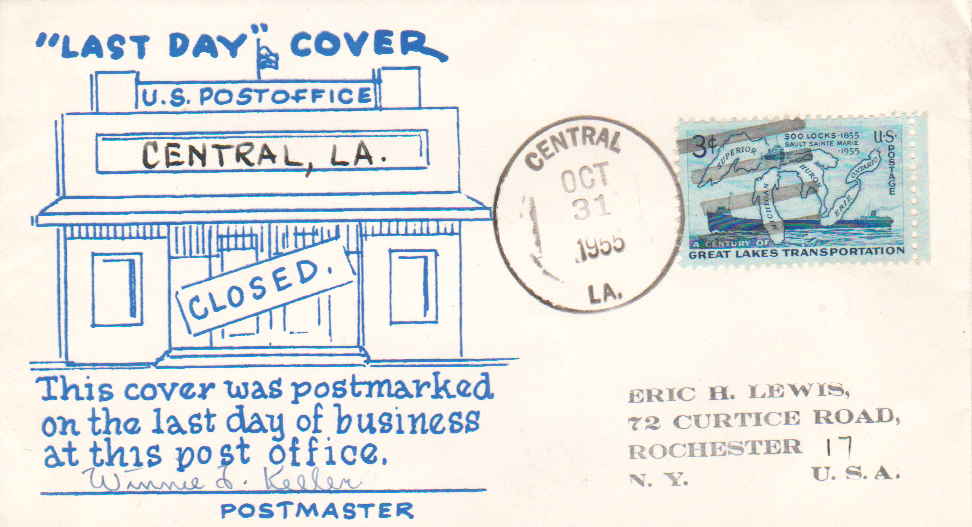 "LAST DAY" COVER
U.S. POSTOFFICE
CENTRAL, LA.
CLOSED.
This cover was postmarked
on the last day of business
at this post office.
Winnie D. Keller
POSTMASTER
CENTRAL
OCT
31
1955
LA.
3¢
SOO LOCKS·1855
SAULT SAINTE MARIE
·1955
U·S·
POSTAGE
SUPERIOR
MICHIGAN
HURON
ERIE
ONTARIO
A CENTURY OF
GREAT LAKES TRANSPORTATION
ERIC H. LEWIS,
72 CURTICE ROAD,
ROCHESTER 17
N. Y. U. S. A.